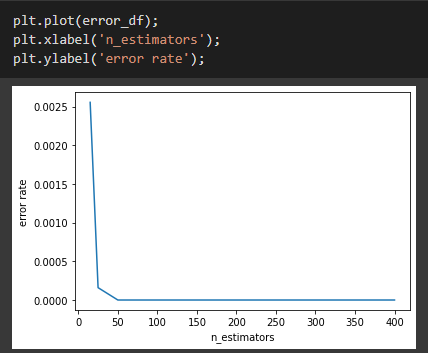 plt.plot(error_df);
plt.xlabel('n_estimators');
plt.ylabel('error rate');
0.0025
0.0020
0.0015
0.0010
0.0005
0.0000
error rate
0 50 100 150 200 250 300 350 400
n_estimators